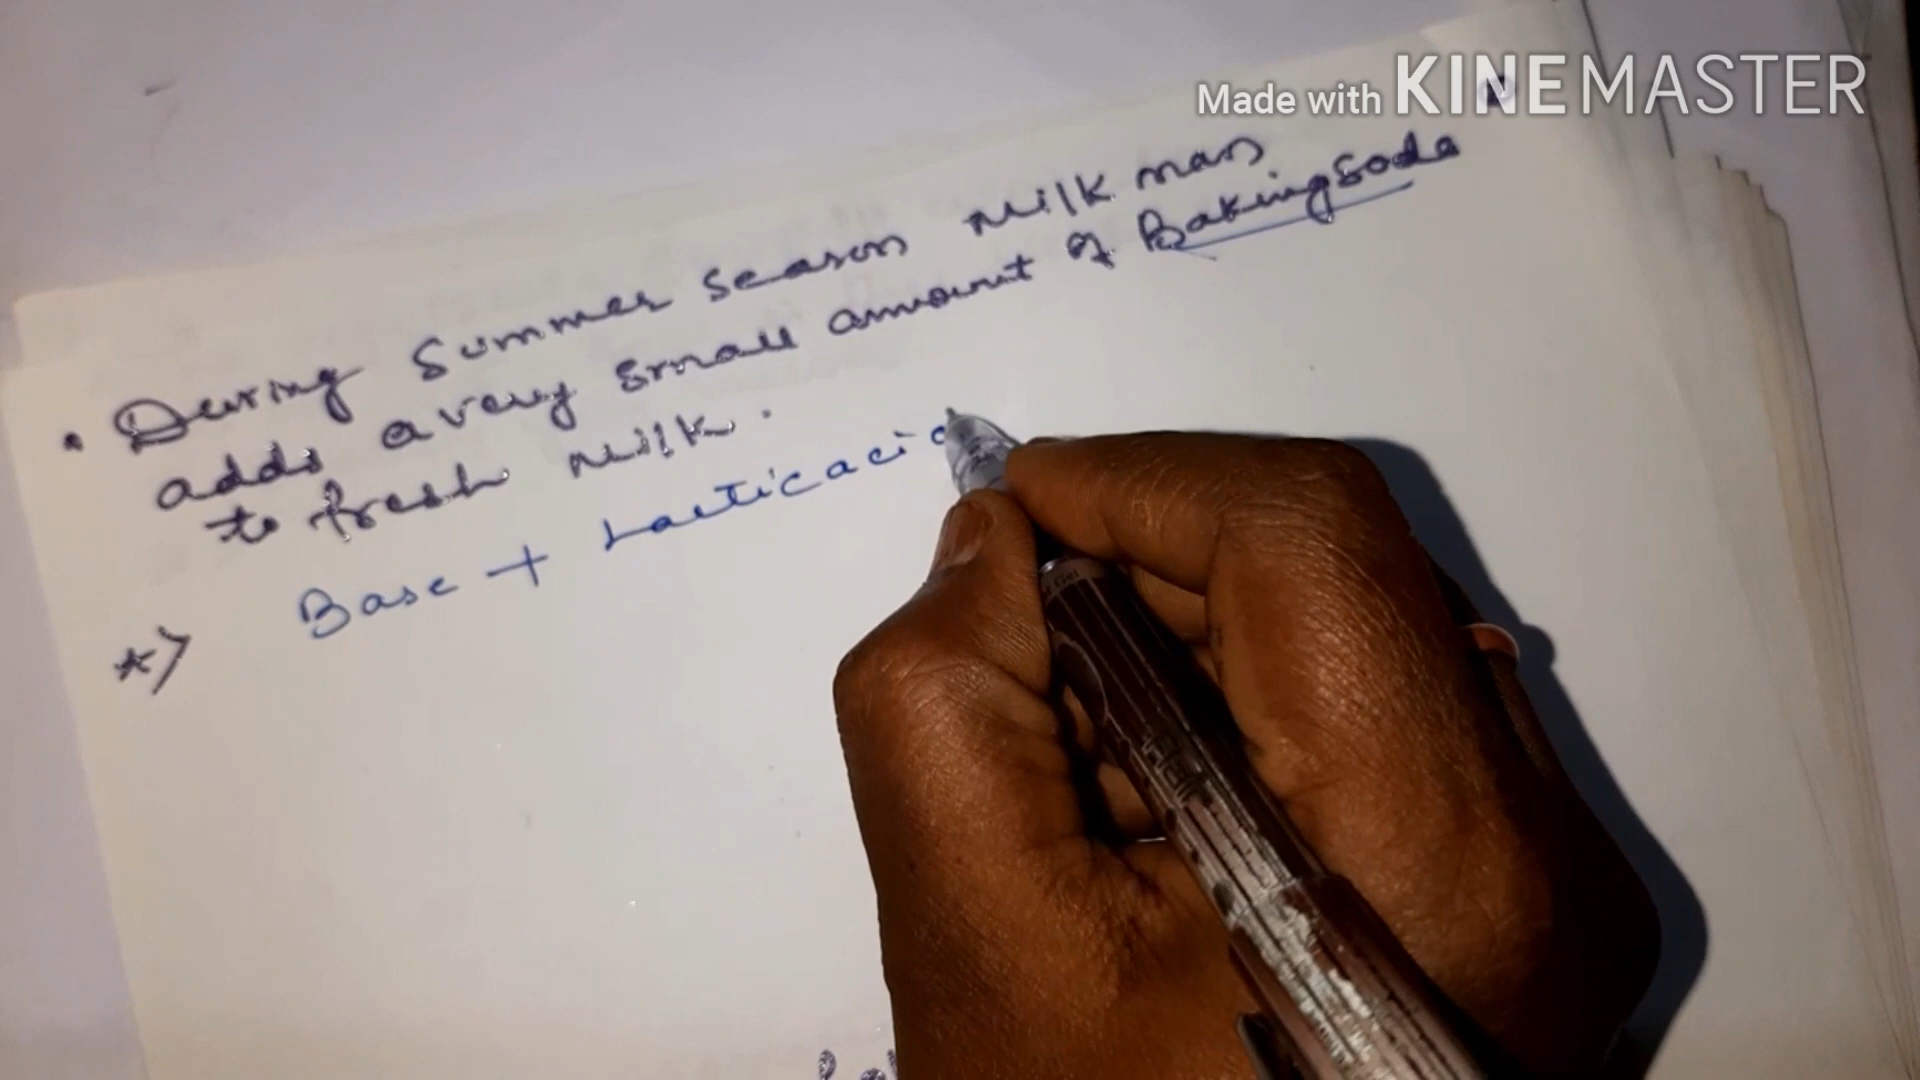 Made with KINEMASTER
• During Summer Season Milk man
adds a very small amount of Baking Soda
to fresh Milk.
*> Base + Lactic acid